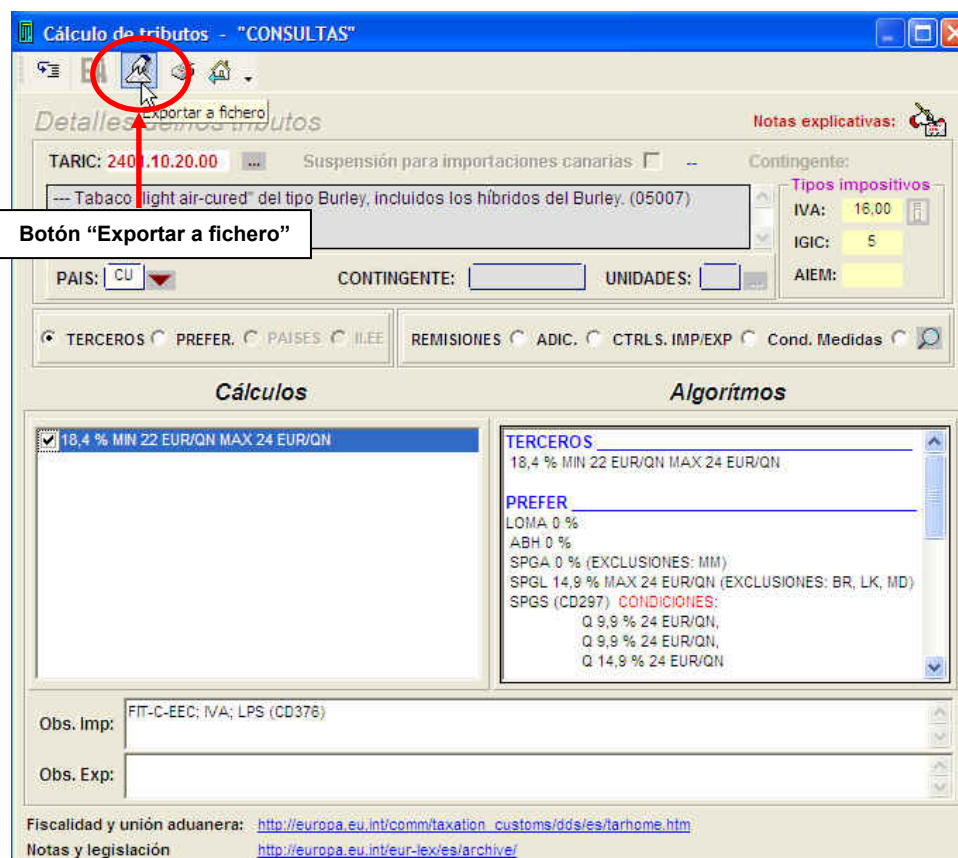 Cálculo de tributos - "CONSULTAS"
Exportar a fichero
Detalles de los tributos
Notas explicativas:
TARIC: 2401.10.20.00 ...
Suspensión para importaciones canarias --
Contingente:
--- Tabaco "light air-cured" del tipo Burley, incluidos los híbridos del Burley. (05007)
Tipos impositivos
IVA: 16,00
IGIC: 5
AIEM:
Botón “Exportar a fichero”
PAIS: CU
CONTINGENTE:
UNIDADES: ...
TERCEROS PREFER. PAISES II.EE
REMISIONES ADIC. CTRLS. IMP/EXP Cond. Medidas
Cálculos
Algorítmos
18,4 % MIN 22 EUR/QN MAX 24 EUR/QN
TERCEROS
18,4 % MIN 22 EUR/QN MAX 24 EUR/QN
PREFER
LOMA 0 %
ABH 0 %
SPGA 0 % (EXCLUSIONES: MM)
SPGL 14,9 % MAX 24 EUR/QN (EXCLUSIONES: BR, LK, MD)
SPGS (CD297) CONDICIONES:
Q 9,9 % 24 EUR/QN,
Q 9,9 % 24 EUR/QN,
Q 14,9 % 24 EUR/QN
Obs. Imp: FIT-C-EEC; IVA; LPS (CD376)
Obs. Exp:
Fiscalidad y unión aduanera: http://europa.eu.int/comm/taxation_customs/dds/es/tarhome.htm
Notas y legislación http://europa.eu.int/eur-lex/es/archive/